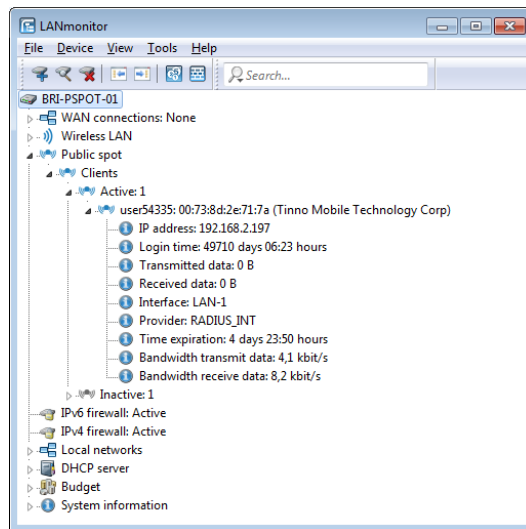 LANmonitor
File Device View Tools Help
Search...
BRI-PSPOT-01
WAN connections: None
Wireless LAN
Public spot
Clients
Active: 1
user54335: 00:73:8d:2e:71:7a (Tinno Mobile Technology Corp)
IP address: 192.168.2.197
Login time: 49710 days 06:23 hours
Transmitted data: 0 B
Received data: 0 B
Interface: LAN-1
Provider: RADIUS_INT
Time expiration: 4 days 23:50 hours
Bandwidth transmit data: 4,1 kbit/s
Bandwidth receive data: 8,2 kbit/s
Inactive: 1
IPv6 firewall: Active
IPv4 firewall: Active
Local networks
DHCP server
Budget
System information